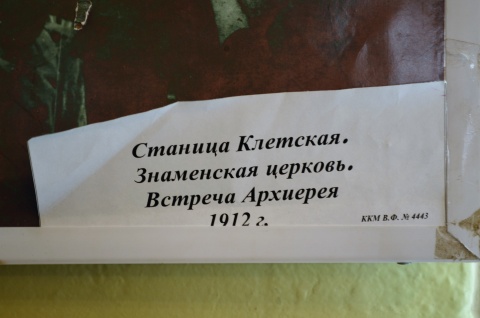 Станица Клетская.
Знаменская церковь.
Встреча Архиерея
1912 г.
ККМ В.Ф. № 4443